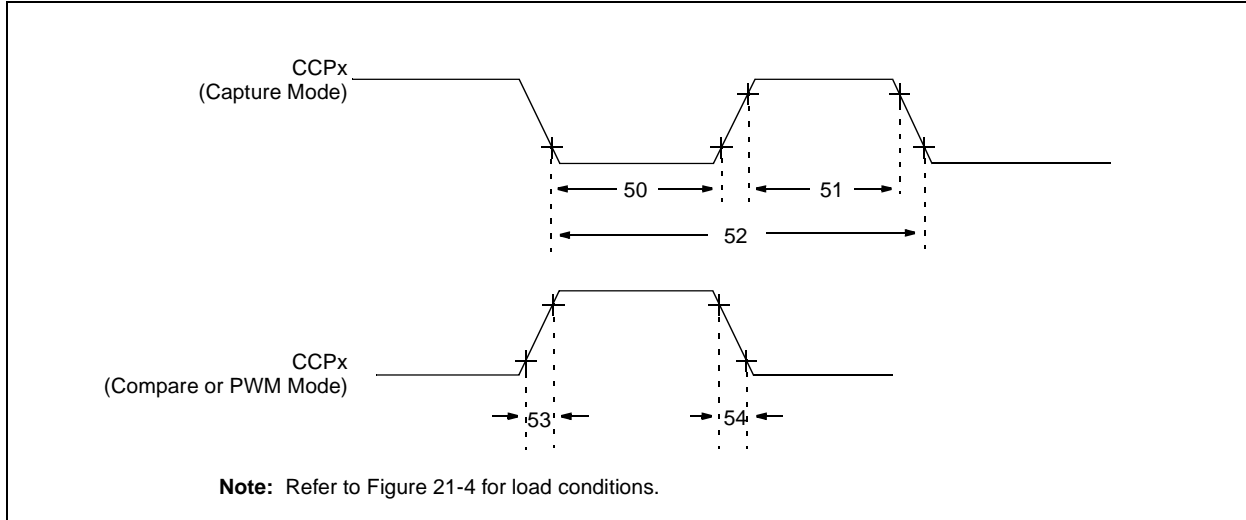 CCPx
(Capture Mode)
50
51
52
CCPx
(Compare or PWM Mode)
53
54
Note: Refer to Figure 21-4 for load conditions.